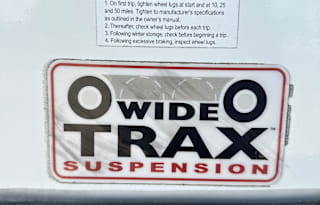 1. On first trip, tighten wheel lugs at start and at 10, 25
and 50 miles. Tighten to manufacturer's specifications
as outlined in the owner's manual.
2. Thereafter, check wheel lugs before each trip.
3. Following winter storage, check before beginning a trip.
4. Following excessive braking, inspect wheel lugs.
WIDE
TRAX™
SUSPENSION